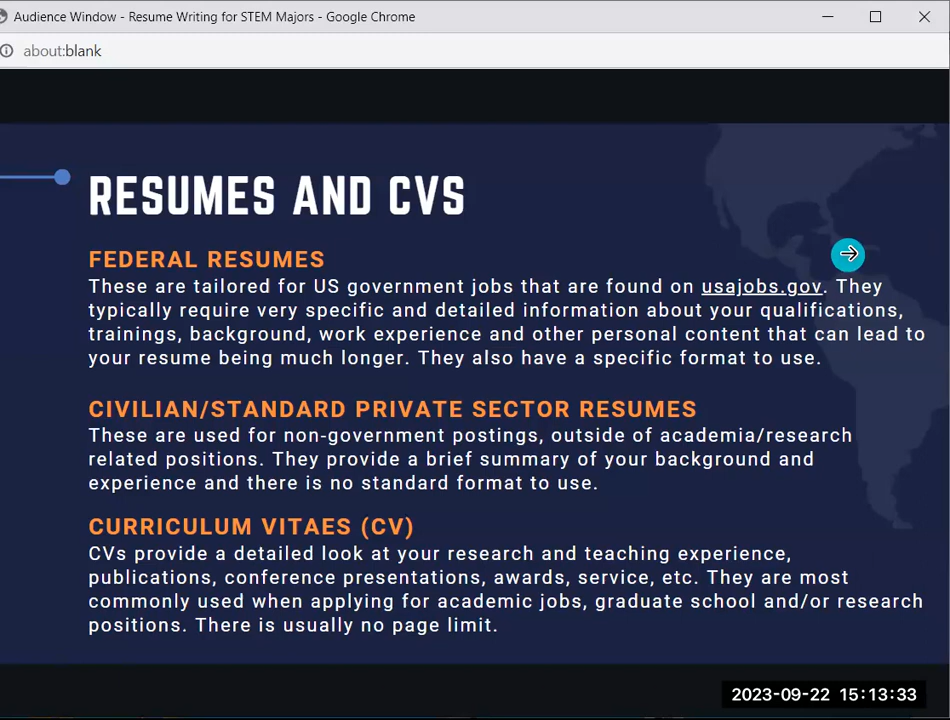 Audience Window - Resume Writing for STEM Majors - Google Chrome
about:blank
RESUMES AND CVS
FEDERAL RESUMES
These are tailored for US government jobs that are found on usajobs.gov. They
typically require very specific and detailed information about your qualifications,
trainings, background, work experience and other personal content that can lead to
your resume being much longer. They also have a specific format to use.
CIVILIAN/STANDARD PRIVATE SECTOR RESUMES
These are used for non-government postings, outside of academia/research
related positions. They provide a brief summary of your background and
experience and there is no standard format to use.
CURRICULUM VITAES (CV)
CVs provide a detailed look at your research and teaching experience,
publications, conference presentations, awards, service, etc. They are most
commonly used when applying for academic jobs, graduate school and/or research
positions. There is usually no page limit.
2023-09-22 15:13:33